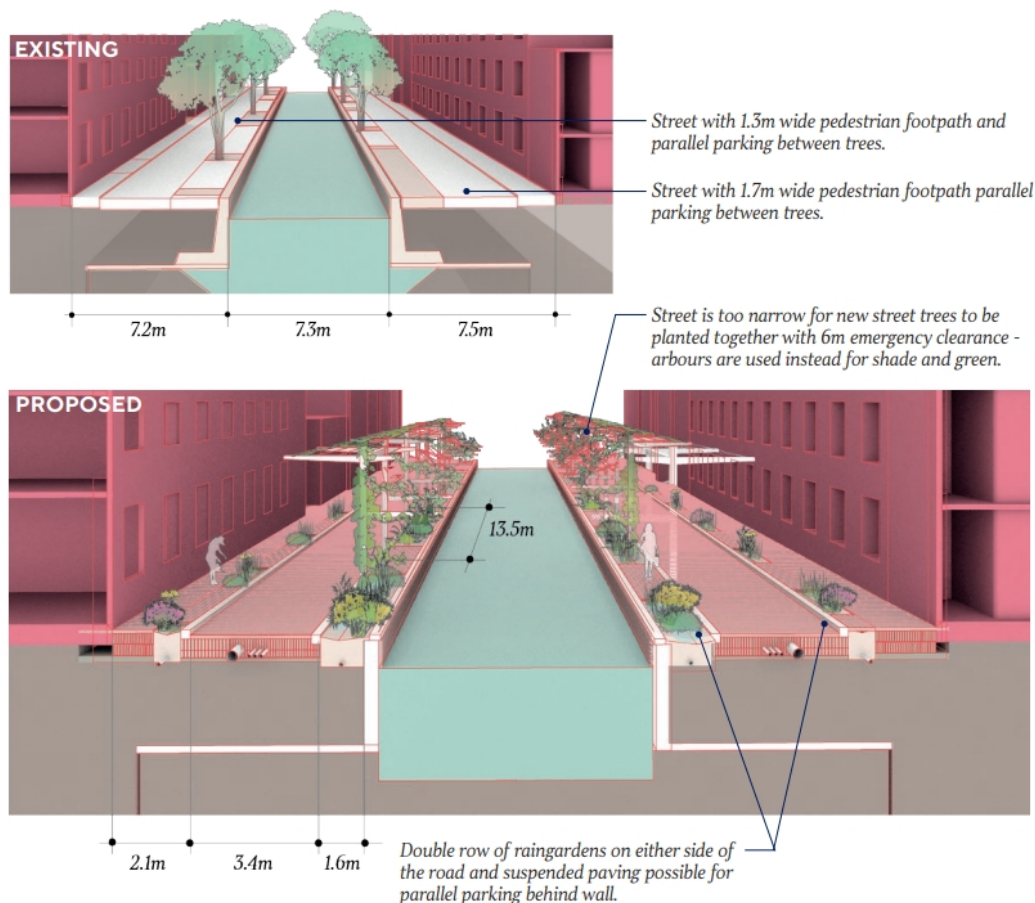 EXISTING
Street with 1.3m wide pedestrian footpath and
parallel parking between trees.
Street with 1.7m wide pedestrian footpath parallel
parking between trees.
7.2m
7.3m
7.5m
Street is too narrow for new street trees to be
planted together with 6m emergency clearance -
arbours are used instead for shade and green.
PROPOSED
13.5m
2.1m
3.4m
1.6m
Double row of raingardens on either side of
the road and suspended paving possible for
parallel parking behind wall.